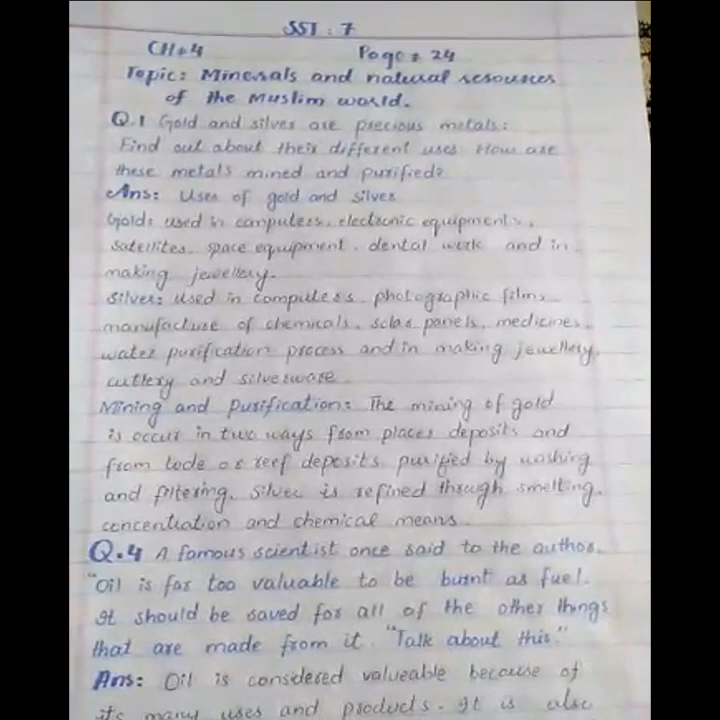 SST : 7
CH # 4 Page # 24
Topic: Minerals and natural resources
of the Muslim world.
Q.1 Gold and silver are precious metals:
Find out about their different uses How are
these metals mined and purified?
Ans: Uses of gold and silver
Gold: used in computers, electronic equipments,
satellites, space equipment, dental work and in
making jewellery.
Silver: used in computers photographic films
manufacture of chemicals, solar panels, medicines,
water purification process and in making jewellery,
cutlery and silverware.
Mining and Purification: The mining of gold
is occur in two ways from placer deposits and
from lode or reef deposits purified by washing
and filtering. Silver is refined through smelting,
concentration and chemical means.
Q.4 A famous scientist once said to the author.
"Oil is far too valuable to be burnt as fuel.
It should be saved for all of the other things
that are made from it. "Talk about this."
Ans: Oil is considered valueable because of
its many uses and products. It is also